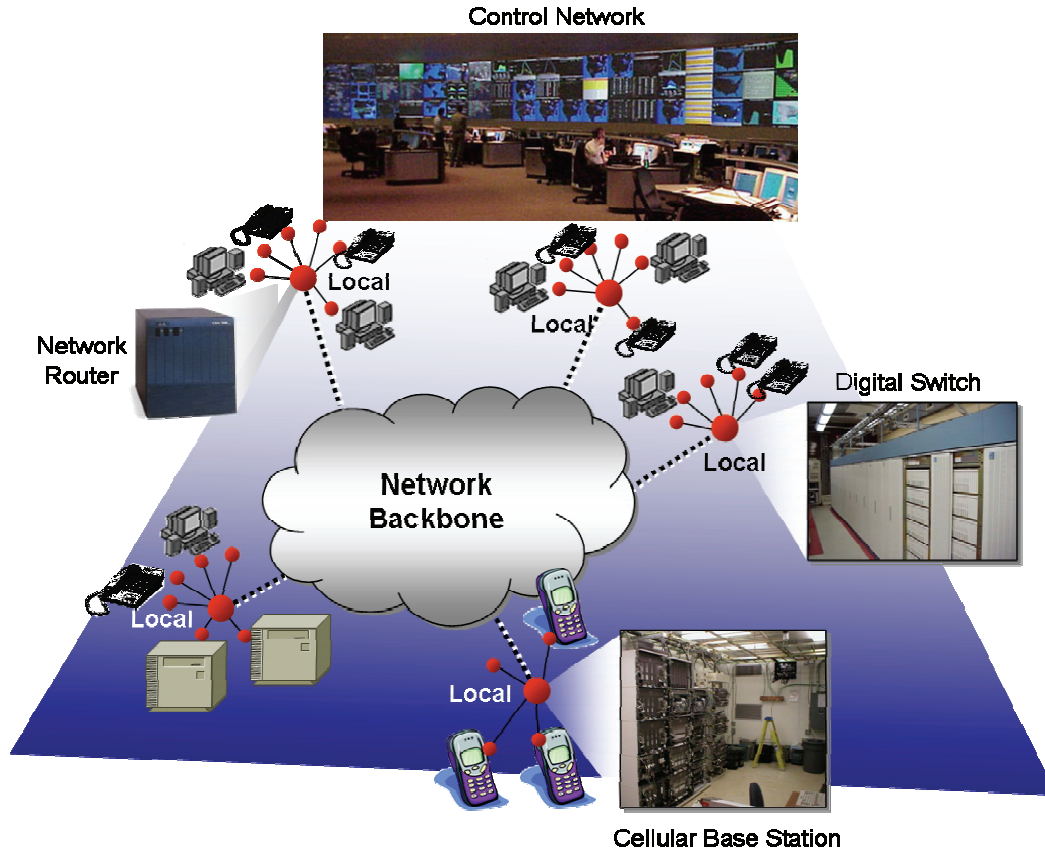 Control Network
Local
Local
Network
Router
Digital Switch
Local
Network
Backbone
Local
Local
Cellular Base Station